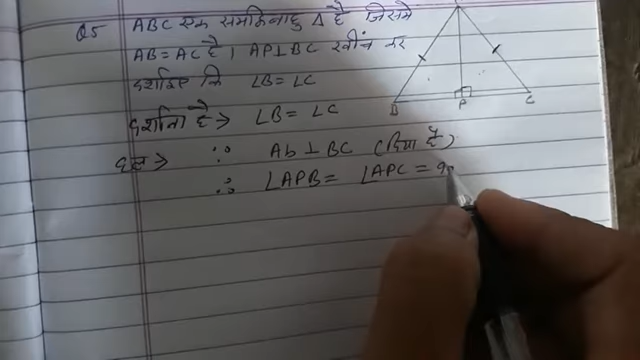 Q5 ABC एक समद्विबाहु Δ है जिसमें
AB = AC है। AP⊥BC खींच कर
दर्शाइए कि ∠B = ∠C
दर्शाना है → ∠B = ∠C
हल → ∵ Ab ⊥ BC (दिया है)
∴ ∠APB = ∠APC = 90
B P C